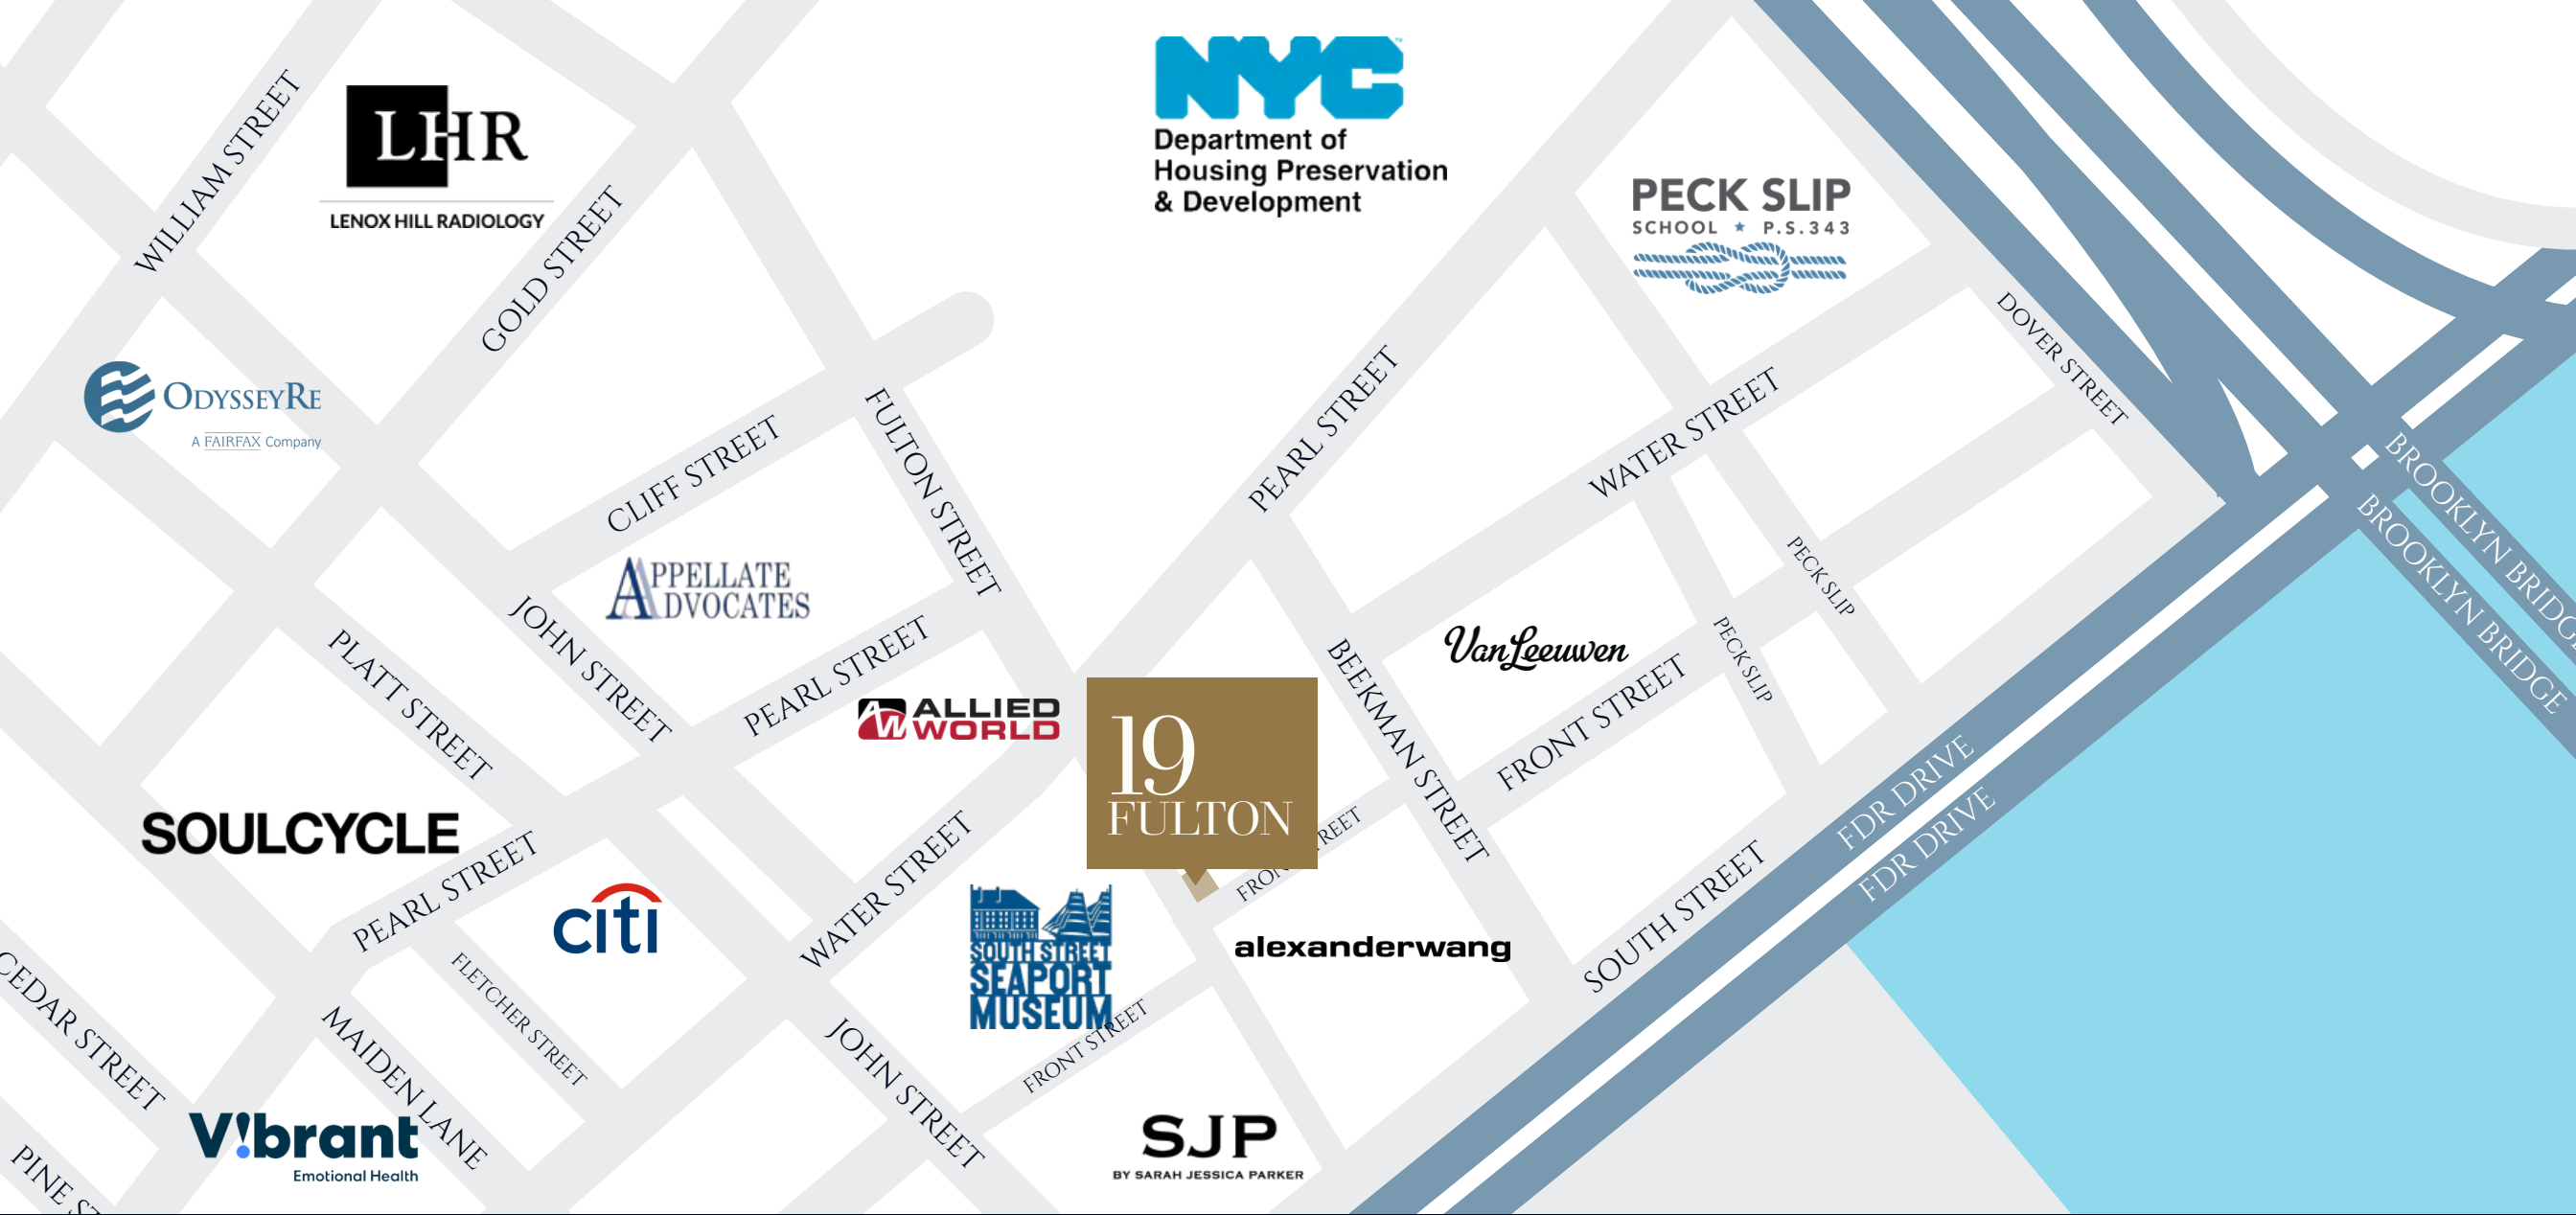 NYC
Department of
Housing Preservation
& Development
WILLIAM STREET
LHR
LENOX HILL RADIOLOGY
PECK SLIP
SCHOOL ★ P.S.343
GOLD STREET
DOVER STREET
ODYSSEYRE
A FAIRFAX Company
CLIFF STREET
FULTON STREET
PEARL STREET
WATER STREET
BROOKLYN BRIDGE
BROOKLYN BRIDGE
APPELLATE
ADVOCATES
JOHN STREET
PECK SLIP
PECK SLIP
PLATT STREET
PEARL STREET
ALLIED
WORLD
VanLeeuwen
BEEKMAN STREET
FRONT STREET
19
FULTON
SOULCYCLE
PEARL STREET
citi
WATER STREET
FRONT STREET
FDR DRIVE
FDR DRIVE
SOUTH STREET
SOUTH STREET
SEAPORT
MUSEUM
alexanderwang
CEDAR STREET
FLETCHER STREET
MAIDEN LANE
JOHN STREET
FRONT STREET
V!brant
Emotional Health
SJP
BY SARAH JESSICA PARKER
PINE ST